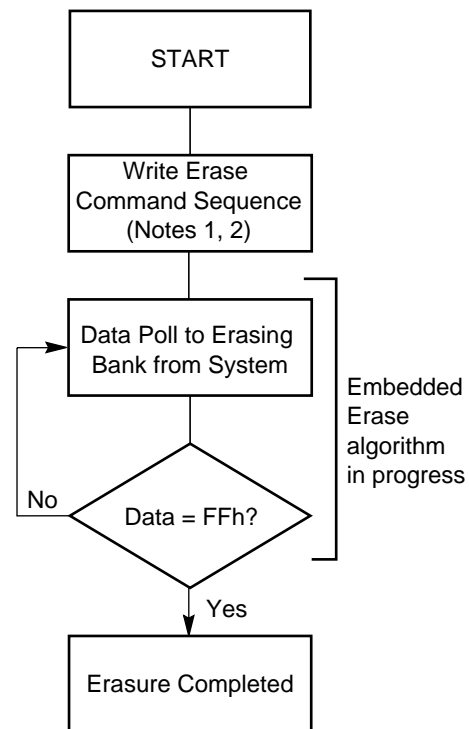 START
Write Erase
Command Sequence
(Notes 1, 2)
Data Poll to Erasing
Bank from System
Embedded
Erase
algorithm
in progress
No
Data = FFh?
Yes
Erasure Completed